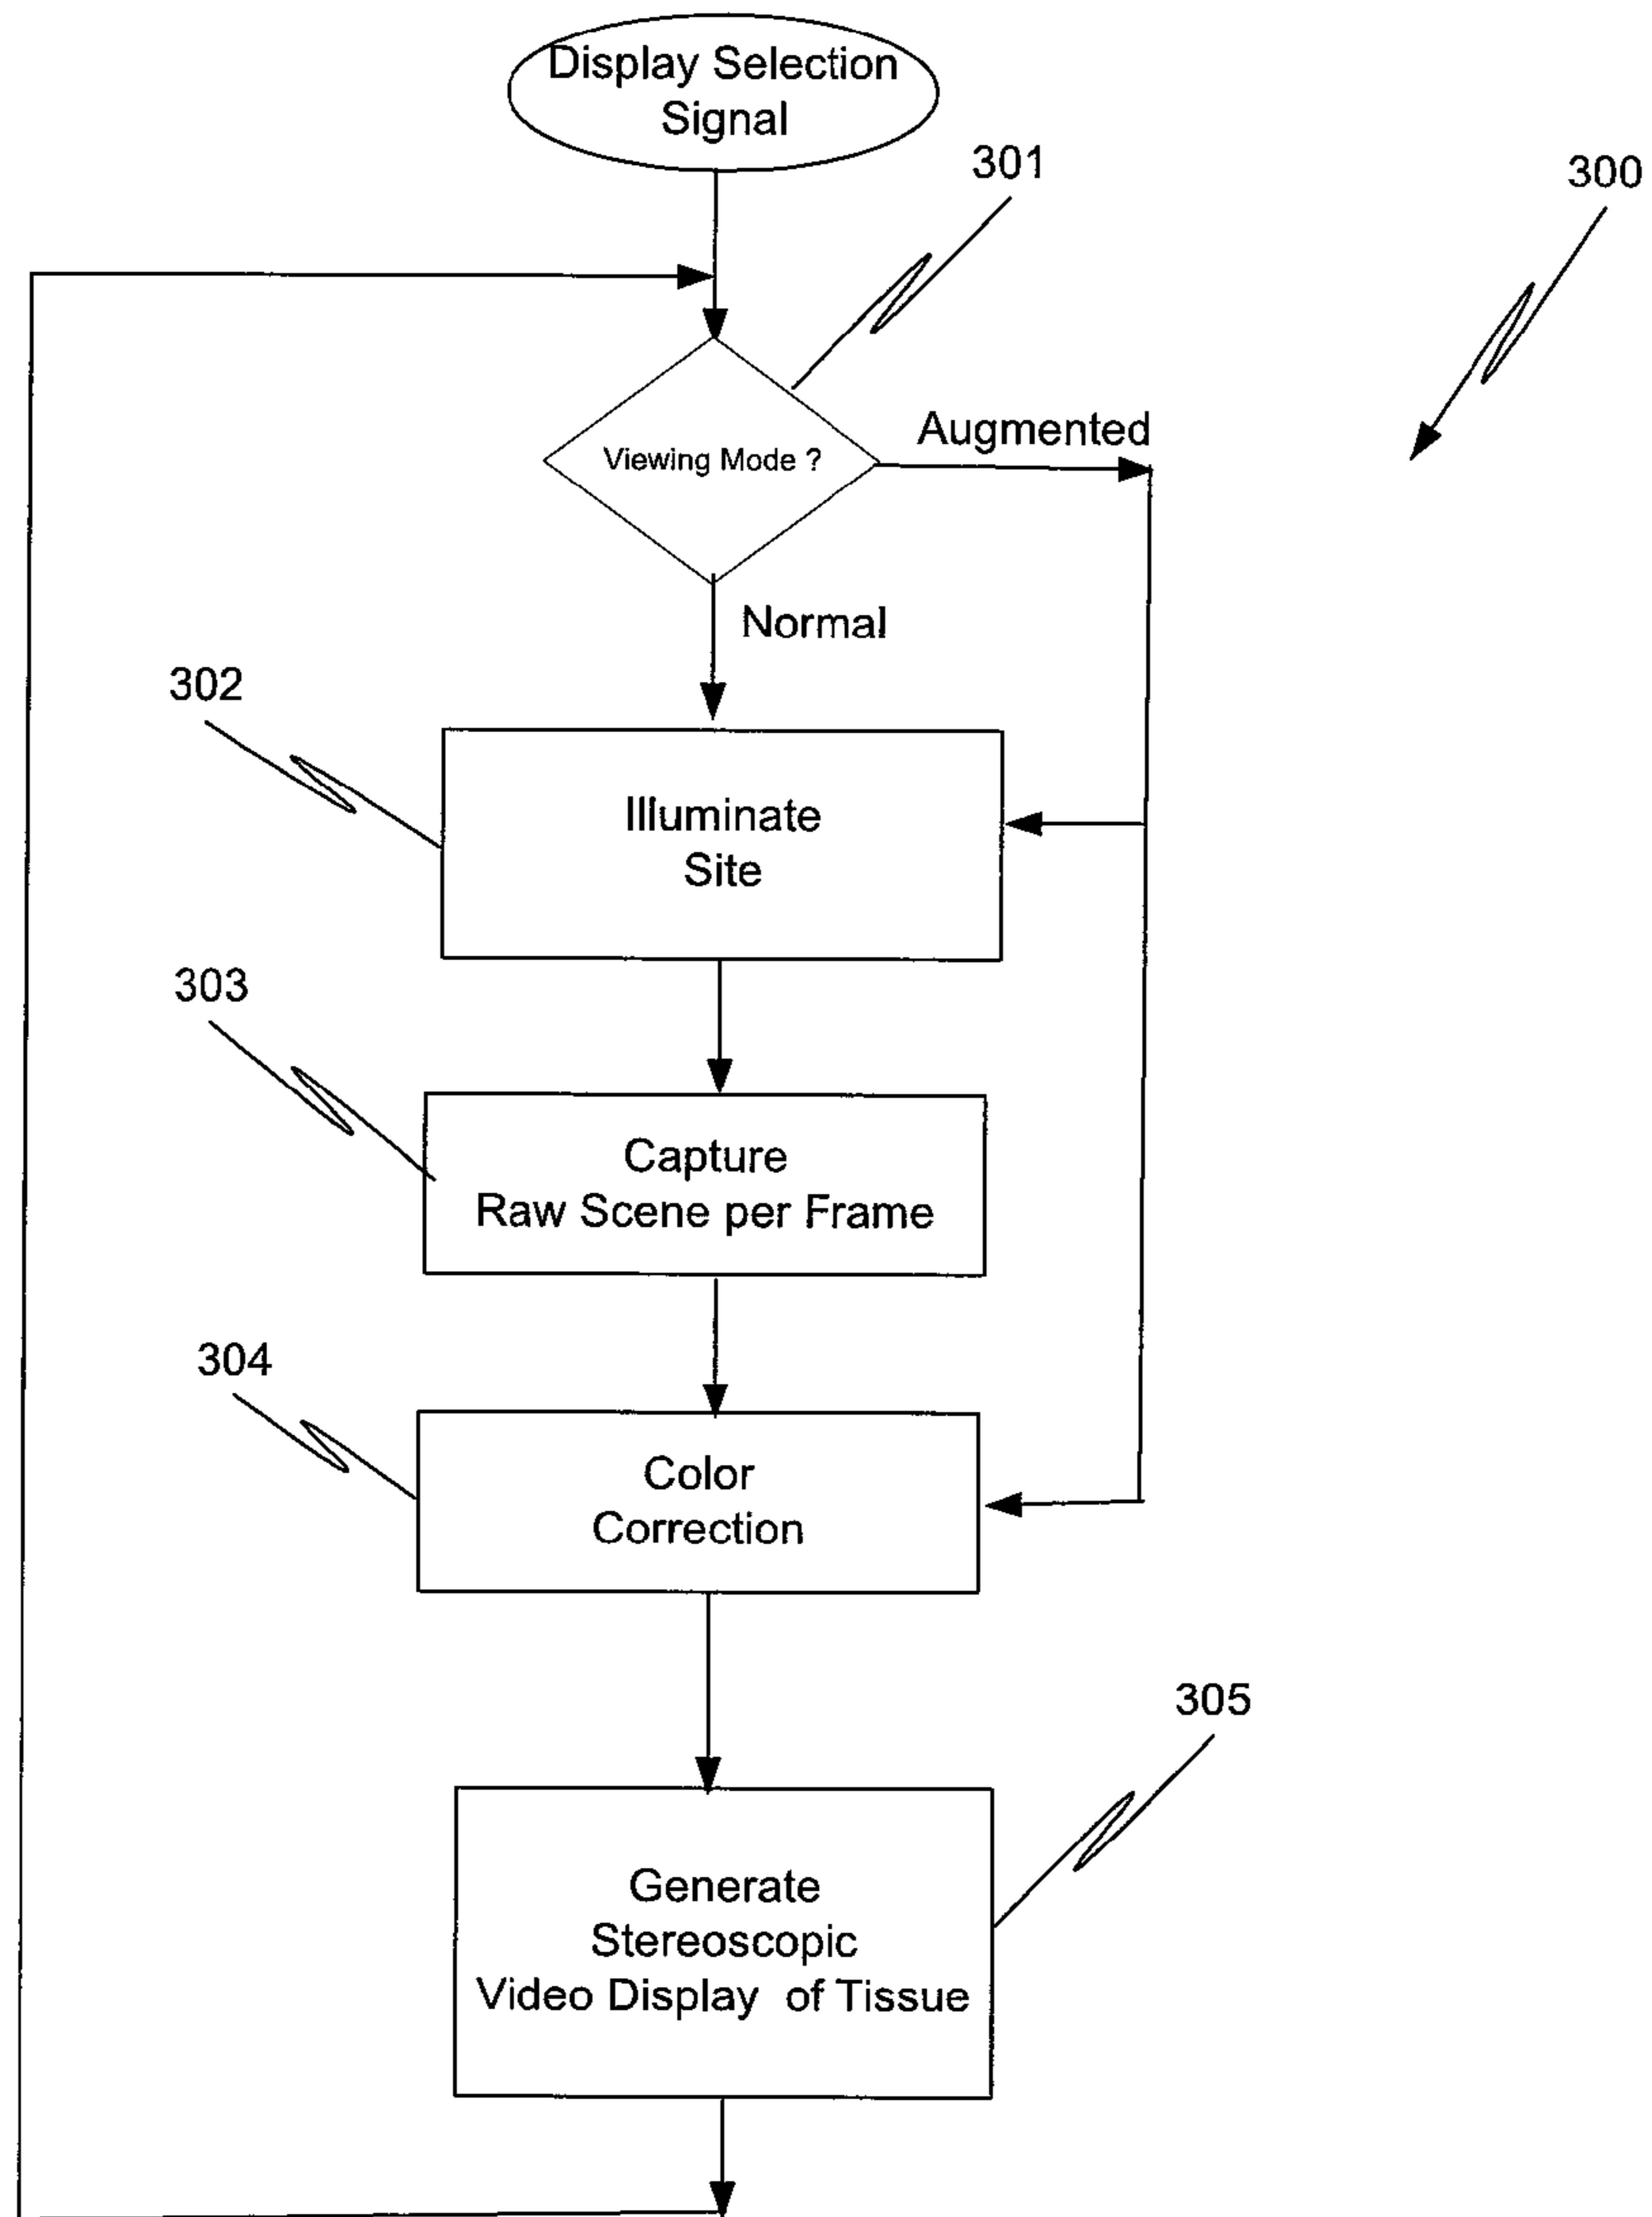 Display Selection
Signal
301
300
Augmented
Viewing Mode ?
Normal
302
Illuminate
Site
303
Capture
Raw Scene per Frame
304
Color
Correction
305
Generate
Stereoscopic
Video Display of Tissue